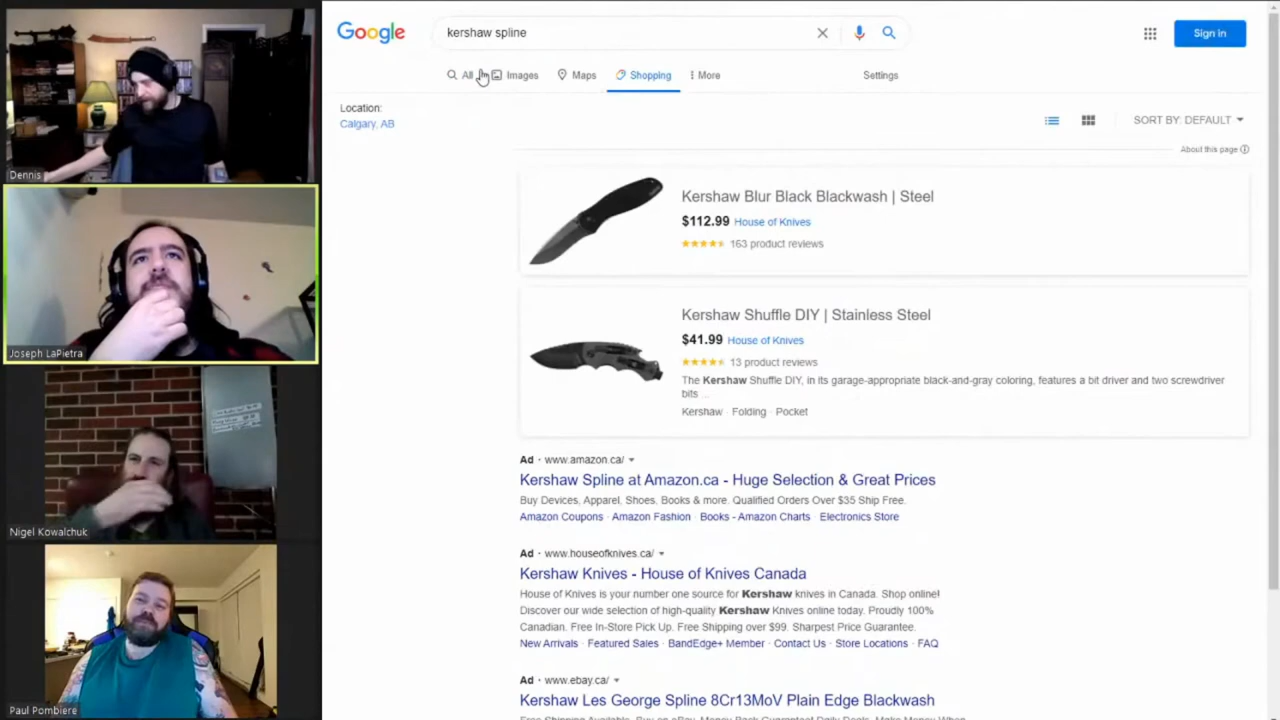 Dennis
Joseph LaPietra
Nigel Kowalchuk
Paul Pombiere
Google
kershaw spline
Sign in
All
Images
Maps
Shopping
More
Settings
Location:
Calgary, AB
SORT BY: DEFAULT
About this page
Kershaw Blur Black Blackwash | Steel
$112.99 House of Knives
163 product reviews
Kershaw Shuffle DIY | Stainless Steel
$41.99 House of Knives
13 product reviews
The Kershaw Shuffle DIY, in its garage-appropriate black-and-gray coloring, features a bit driver and two screwdriver
bits ...
Kershaw · Folding · Pocket
Ad · www.amazon.ca/
Kershaw Spline at Amazon.ca - Huge Selection & Great Prices
Buy Devices, Apparel, Shoes, Books & more. Qualified Orders Over $35 Ship Free.
Amazon Coupons · Amazon Fashion · Books - Amazon Charts · Electronics Store
Ad · www.houseofknives.ca/
Kershaw Knives - House of Knives Canada
House of Knives is your number one source for Kershaw knives in Canada. Shop online!
Discover our wide selection of high-quality Kershaw Knives online today. Proudly 100%
Canadian. Free In-Store Pick Up. Free Shipping over $99. Sharpest Price Guarantee.
New Arrivals · Featured Sales · BandEdge+ Member · Contact Us · Store Locations · FAQ
Ad · www.ebay.ca/
Kershaw Les George Spline 8Cr13MoV Plain Edge Blackwash